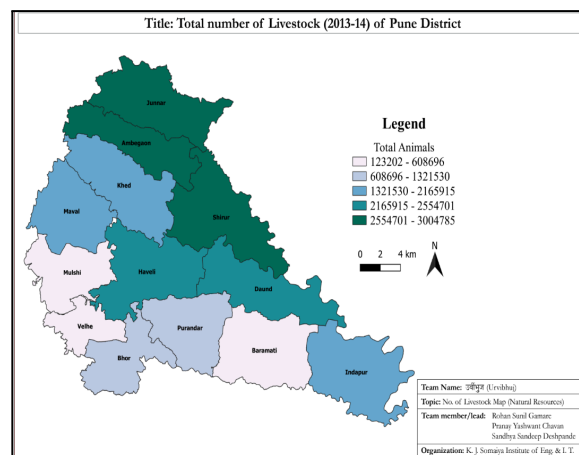 Title: Total number of Livestock (2013-14) of Pune District
Junnar
Ambegaon
Khed
Maval
Shirur
Mulshi
Haveli
Daund
Velhe
Purandar
Bhor
Baramati
Indapur
Legend
Total Animals
123202 - 608696
608696 - 1321530
1321530 - 2165915
2165915 - 2554701
2554701 - 3004785
0 2 4 km
N
Team Name: उर्वीभुज (Urvibhuj)
Topic: No. of Livestock Map (Natural Resources)
Team member/lead: Rohan Sunil Gamare
Pranay Yashwant Chavan
Sandhya Sandeep Deshpande
Organization: K. J. Somaiya Institute of Eng. & I. T.